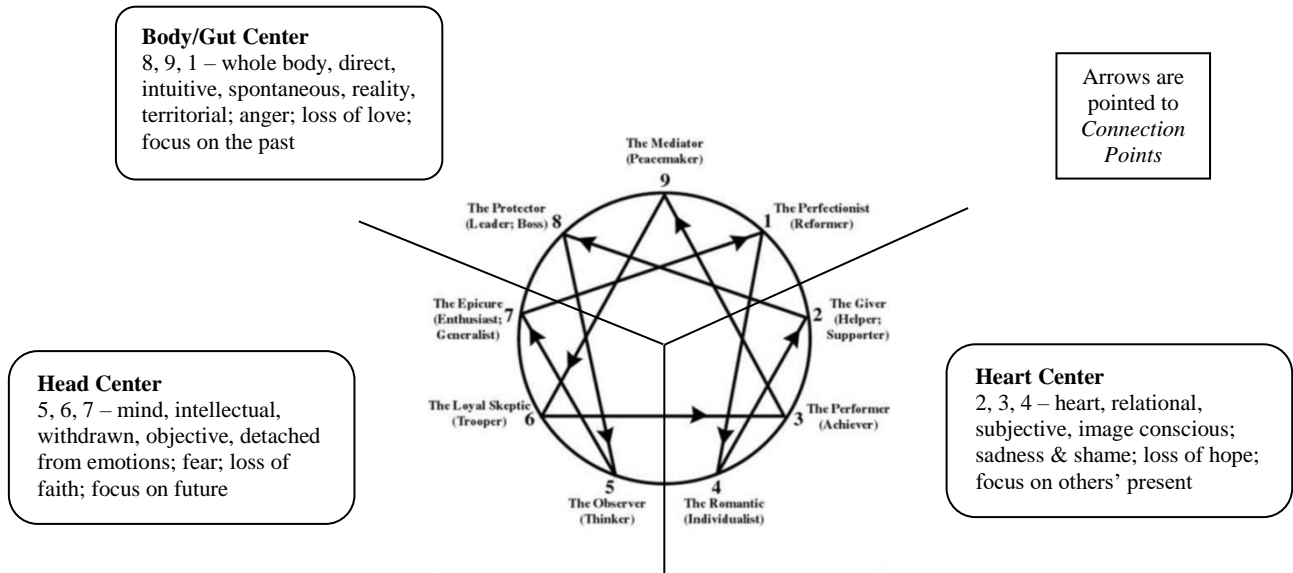 Body/Gut Center
8, 9, 1 – whole body, direct,
intuitive, spontaneous, reality,
territorial; anger; loss of love;
focus on the past
Arrows are
pointed to
Connection
Points
The Mediator
(Peacemaker)
9
The Protector
(Leader; Boss) 8
1 The Perfectionist
(Reformer)
The Epicure
(Enthusiast; 7
Generalist)
2 The Giver
(Helper;
Supporter)
The Loyal Skeptic
(Trooper) 6
3 The Performer
(Achiever)
5
The Observer
(Thinker)
4
The Romantic
(Individualist)
Head Center
5, 6, 7 – mind, intellectual,
withdrawn, objective, detached
from emotions; fear; loss of
faith; focus on future
Heart Center
2, 3, 4 – heart, relational,
subjective, image conscious;
sadness & shame; loss of hope;
focus on others’ present